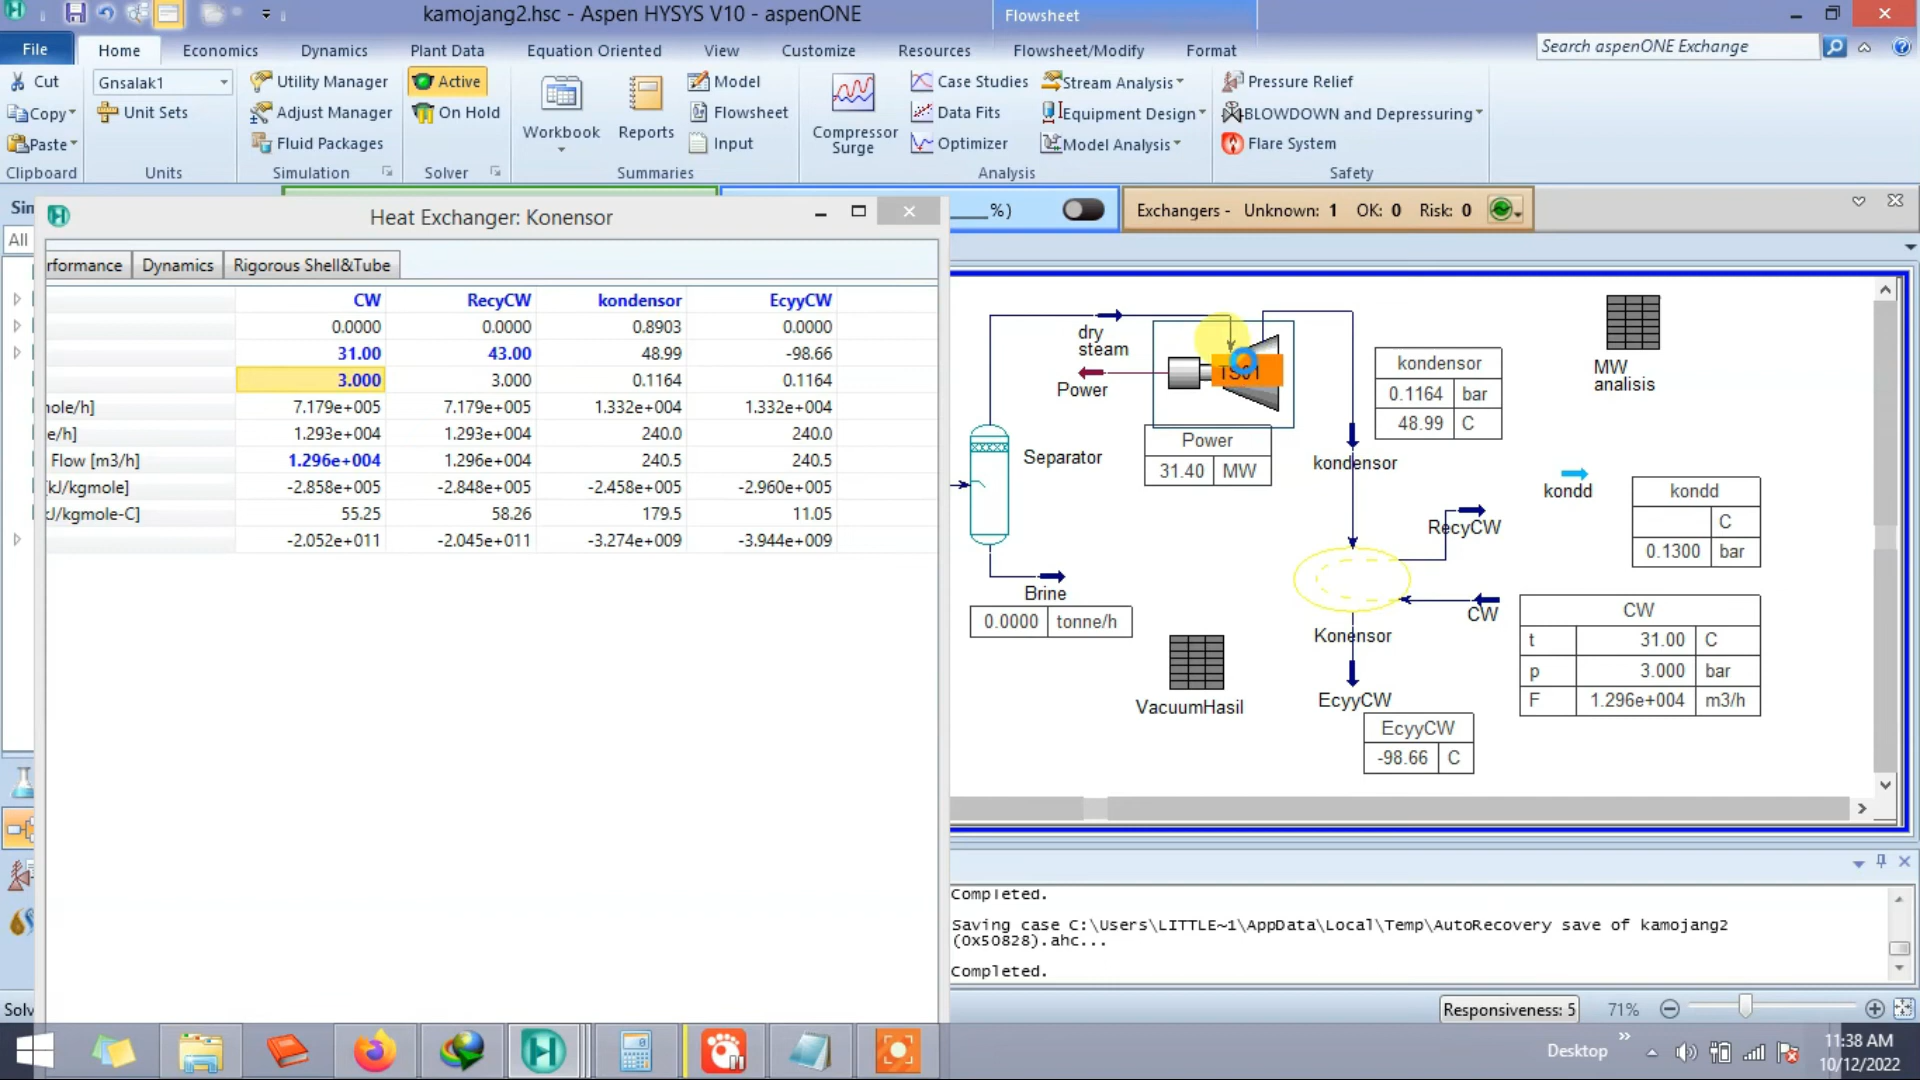 kamojang2.hsc - Aspen HYSYS V10 - aspenONE
Flowsheet
File
Home
Economics
Dynamics
Plant Data
Equation Oriented
View
Customize
Resources
Flowsheet/Modify
Format
Search aspenONE Exchange
Cut
Copy
Paste
Clipboard
Gnsalak1
Unit Sets
Units
Utility Manager
Adjust Manager
Fluid Packages
Simulation
Active
On Hold
Solver
Workbook
Reports
Model
Flowsheet
Input
Summaries
Compressor
Surge
Case Studies
Data Fits
Optimizer
Stream Analysis
Equipment Design
Model Analysis
Analysis
Pressure Relief
BLOWDOWN and Depressuring
Flare System
Safety
Sin
All
%)
Exchangers - Unknown: 1 OK: 0 Risk: 0
Heat Exchanger: Konensor
rformance
Dynamics
Rigorous Shell&Tube
CW RecyCW kondensor EcyyCW
0.0000 0.0000 0.8903 0.0000
31.00 43.00 48.99 -98.66
3.000 3.000 0.1164 0.1164
nole/h] 7.179e+005 7.179e+005 1.332e+004 1.332e+004
e/h] 1.293e+004 1.293e+004 240.0 240.0
Flow [m3/h] 1.296e+004 1.296e+004 240.5 240.5
[kJ/kgmole] -2.858e+005 -2.848e+005 -2.458e+005 -2.960e+005
kJ/kgmole-C] 55.25 58.26 179.5 11.05
-2.052e+011 -2.045e+011 -3.274e+009 -3.944e+009
dry
steam
Power
TS01
Power
31.40 MW
Separator
Brine
0.0000 tonne/h
kondensor
0.1164 bar
48.99 C
kondensor
MW
analisis
kondd
kondd
C
0.1300 bar
RecyCW
CW
Konensor
CW
t 31.00 C
p 3.000 bar
F 1.296e+004 m3/h
VacuumHasil
EcyyCW
EcyyCW
-98.66 C
Completed.
Saving case C:\Users\LITTLE~1\AppData\Local\Temp\AutoRecovery save of kamojang2
(0x50828).ahc...
Completed.
Solv
Responsiveness: 5
71%
Desktop
11:38 AM
10/12/2022